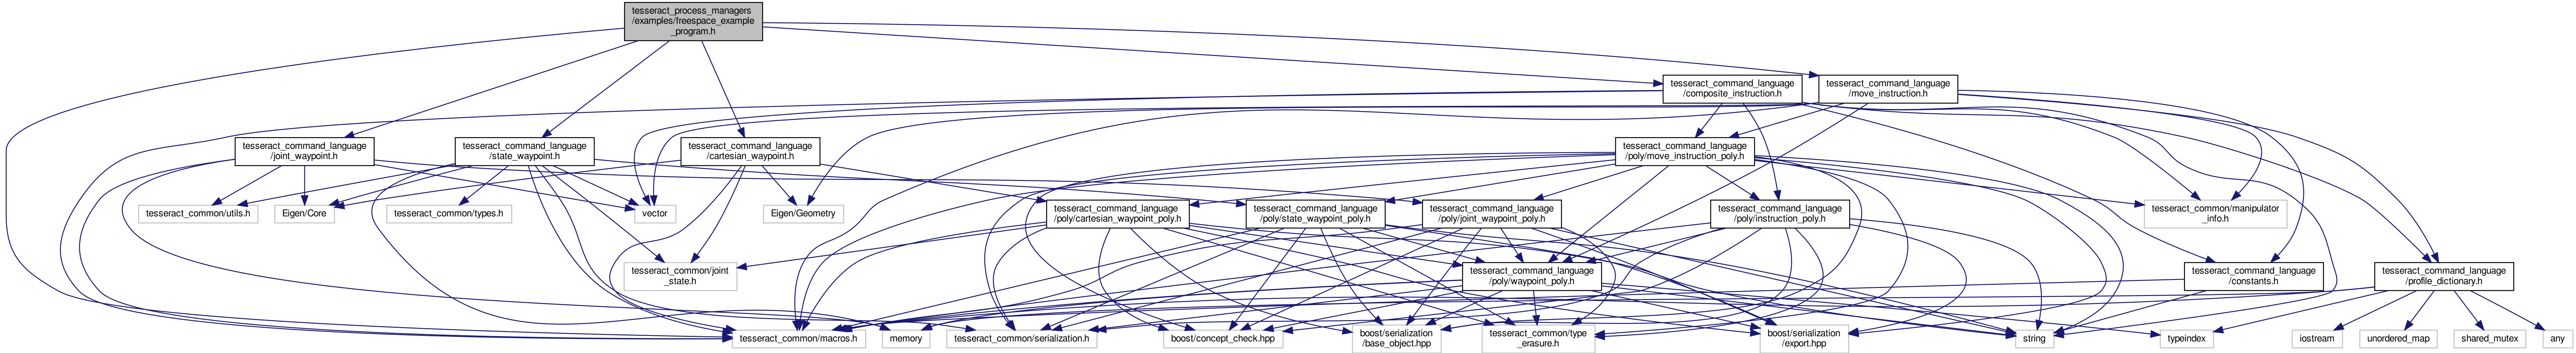 tesseract_process_managers
/examples/freespace_example
_program.h
tesseract_command_language
/composite_instruction.h
tesseract_command_language
/move_instruction.h
tesseract_command_language
/joint_waypoint.h
tesseract_command_language
/state_waypoint.h
tesseract_command_language
/cartesian_waypoint.h
tesseract_command_language
/poly/move_instruction_poly.h
tesseract_common/utils.h
Eigen/Core
tesseract_common/types.h
vector
Eigen/Geometry
tesseract_command_language
/poly/cartesian_waypoint_poly.h
tesseract_command_language
/poly/state_waypoint_poly.h
tesseract_command_language
/poly/joint_waypoint_poly.h
tesseract_command_language
/poly/instruction_poly.h
tesseract_common/manipulator
_info.h
tesseract_common/joint
_state.h
tesseract_command_language
/poly/waypoint_poly.h
tesseract_command_language
/constants.h
tesseract_command_language
/profile_dictionary.h
tesseract_common/macros.h
memory
tesseract_common/serialization.h
boost/concept_check.hpp
boost/serialization
/base_object.hpp
tesseract_common/type
_erasure.h
boost/serialization
/export.hpp
string
typeindex
iostream
unordered_map
shared_mutex
any